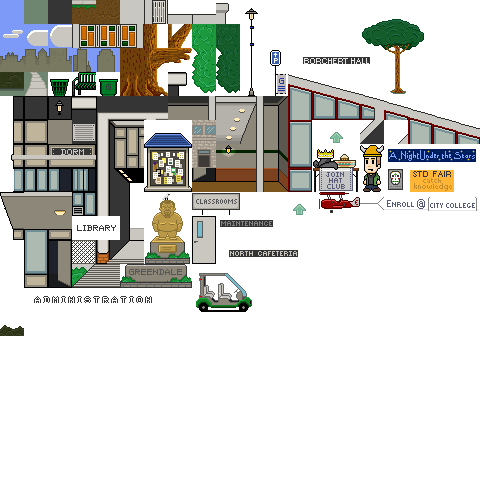 BORCHERT HALL
P
G
DORM
A Night Under the Stars
JOIN
HAT
CLUB
STD FAIR
catch
knowledge
CLASSROOMS
ENROLL @ CITY COLLEGE
LIBRARY
MAINTENANCE
NORTH CAFETERIA
GREENDALE
ADMINISTRATION